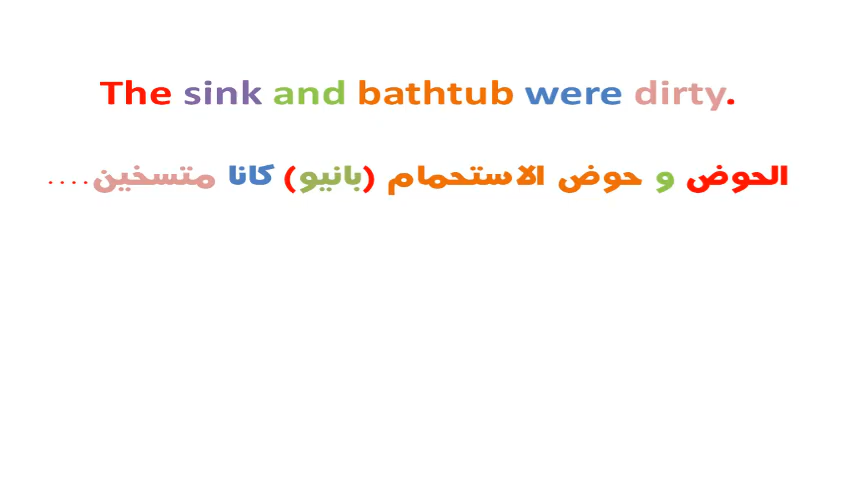 The sink and bathtub were dirty.
الحوض و حوض الاستحمام (بانيو) كانا متسخين....